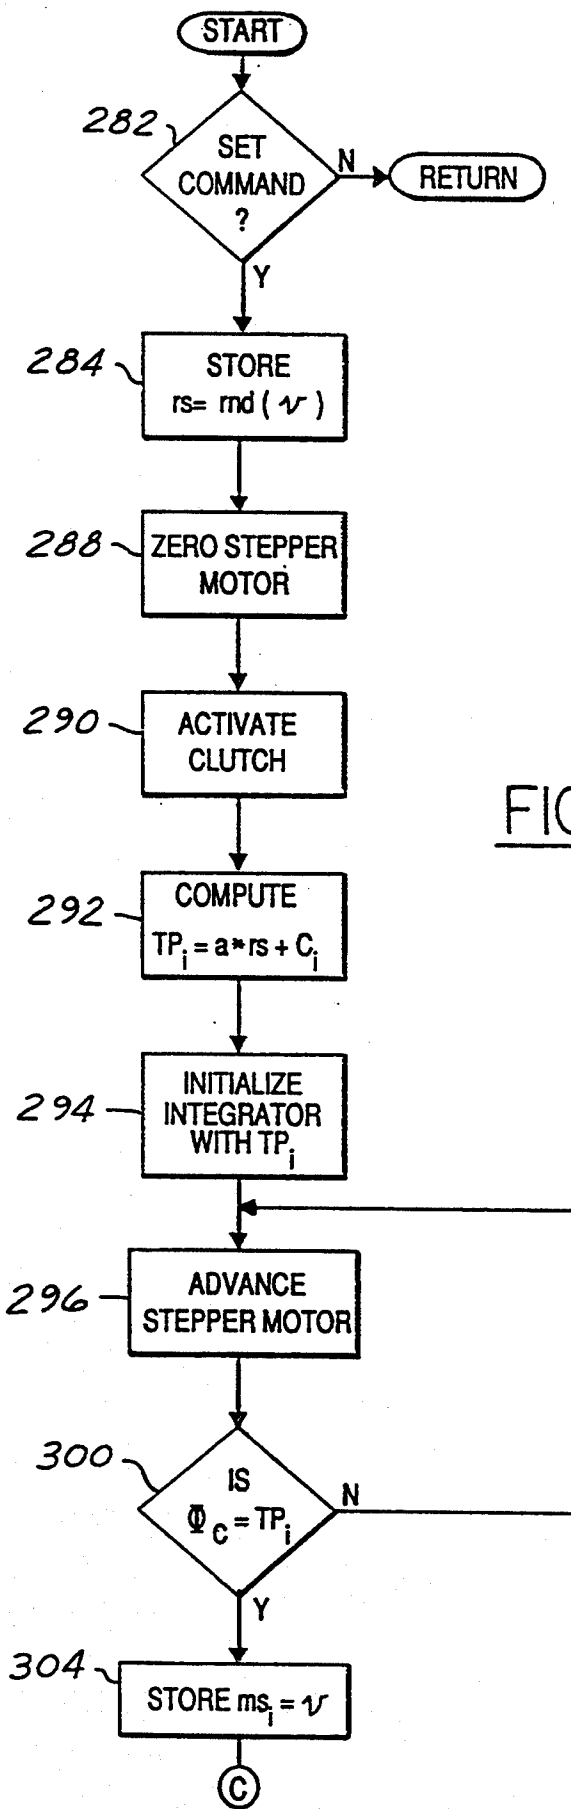 START
282
SET
COMMAND
?
N
RETURN
Y
284
STORE
rs= rnd ( v )
288
ZERO STEPPER
MOTOR
290
ACTIVATE
CLUTCH
FIG
292
COMPUTE
TPi = a*rs + Ci
294
INITIALIZE
INTEGRATOR
WITH TPi
296
ADVANCE
STEPPER MOTOR
300
IS
ΦC = TPi
N
Y
304
STORE msi = v
C